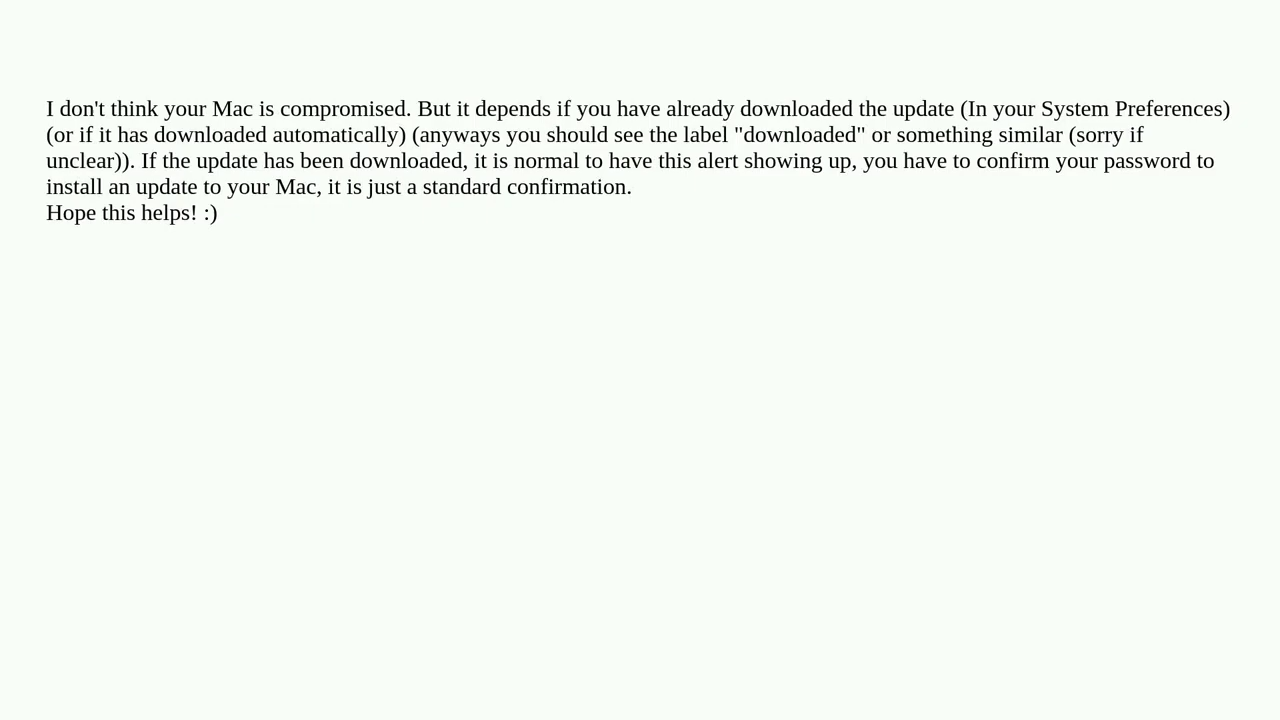 I don't think your Mac is compromised. But it depends if you have already downloaded the update (In your System Preferences)
(or if it has downloaded automatically) (anyways you should see the label "downloaded" or something similar (sorry if
unclear)). If the update has been downloaded, it is normal to have this alert showing up, you have to confirm your password to
install an update to your Mac, it is just a standard confirmation.
Hope this helps! :)